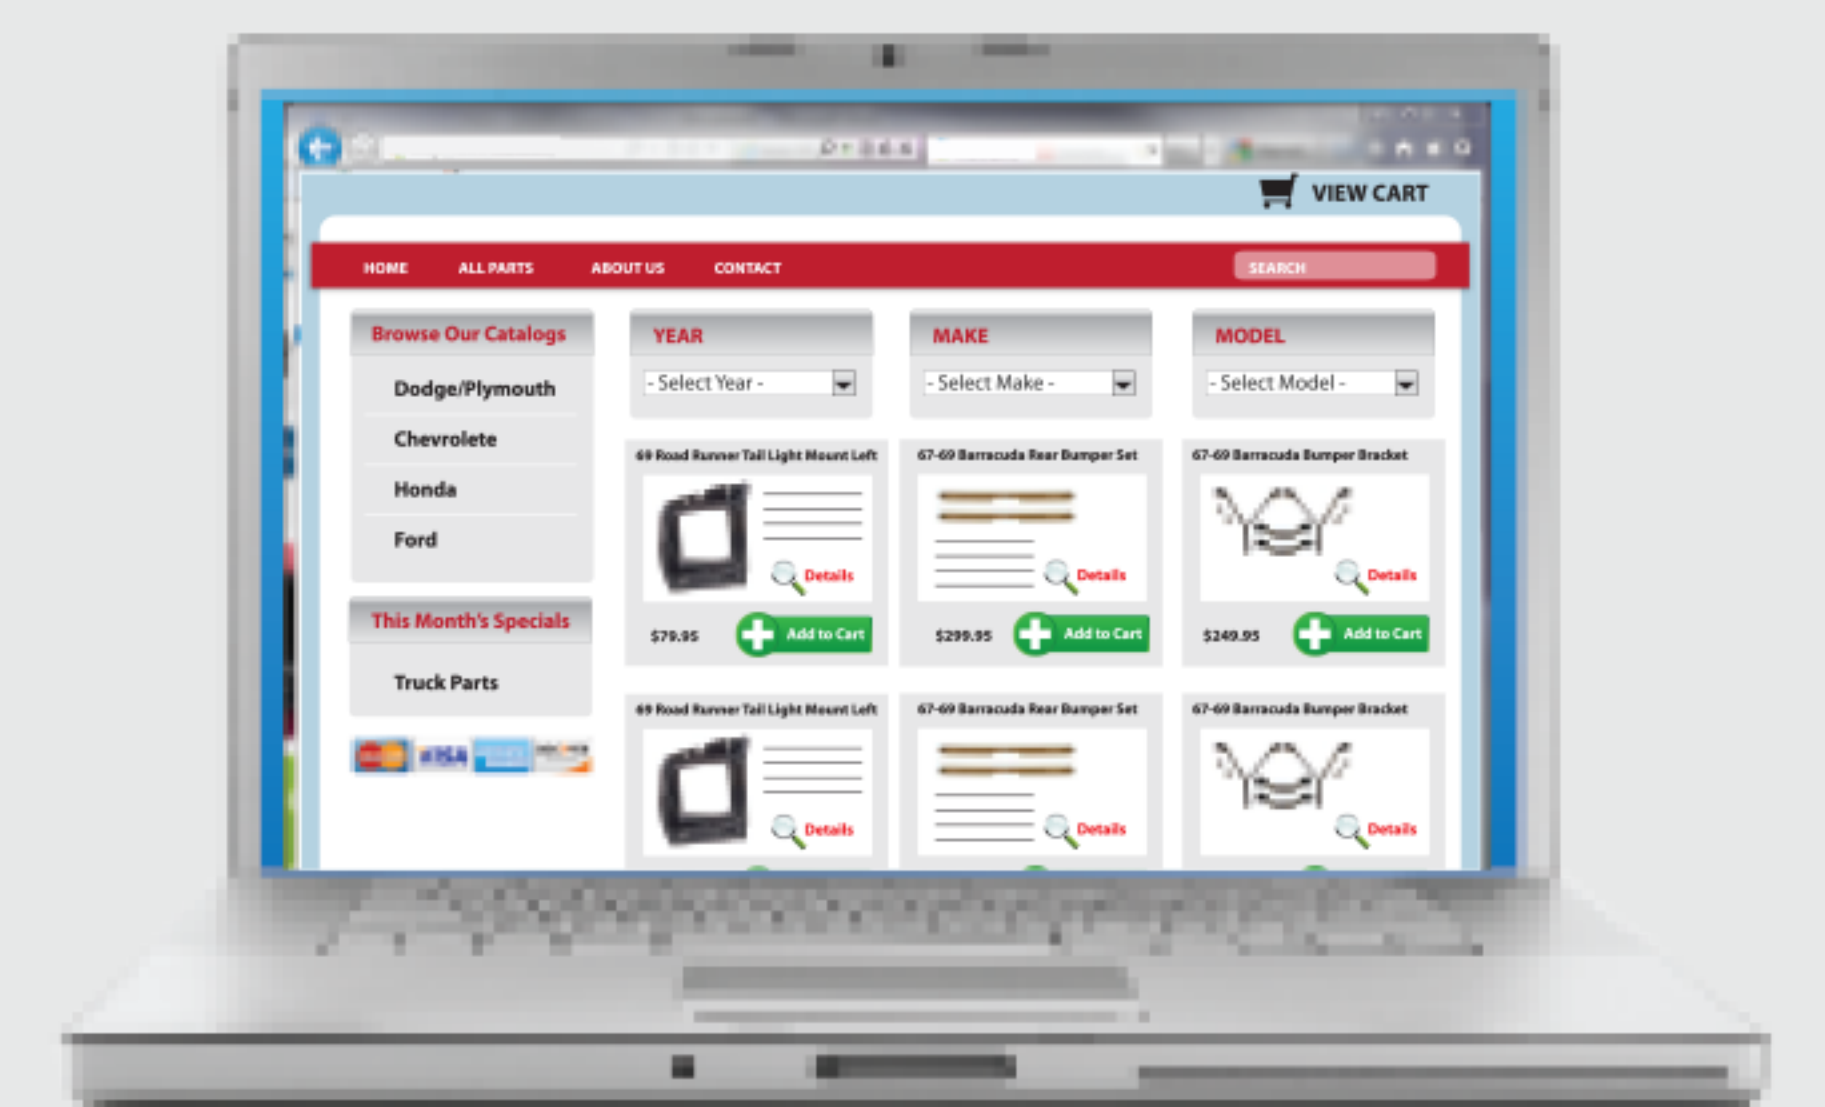 VIEW CART
HOME ALL PARTS ABOUT US CONTACT SEARCH
Browse Our Catalogs
Dodge/Plymouth
Chevrolete
Honda
Ford
This Month's Specials
Truck Parts
VISA
YEAR
- Select Year -
MAKE
- Select Make -
MODEL
- Select Model -
69 Road Runner Tail Light Mount Left
Details
$79.95 Add to Cart
67-69 Barracuda Rear Bumper Set
Details
$299.95 Add to Cart
67-69 Barracuda Bumper Bracket
Details
$249.95 Add to Cart
69 Road Runner Tail Light Mount Left
Details
67-69 Barracuda Rear Bumper Set
Details
67-69 Barracuda Bumper Bracket
Details